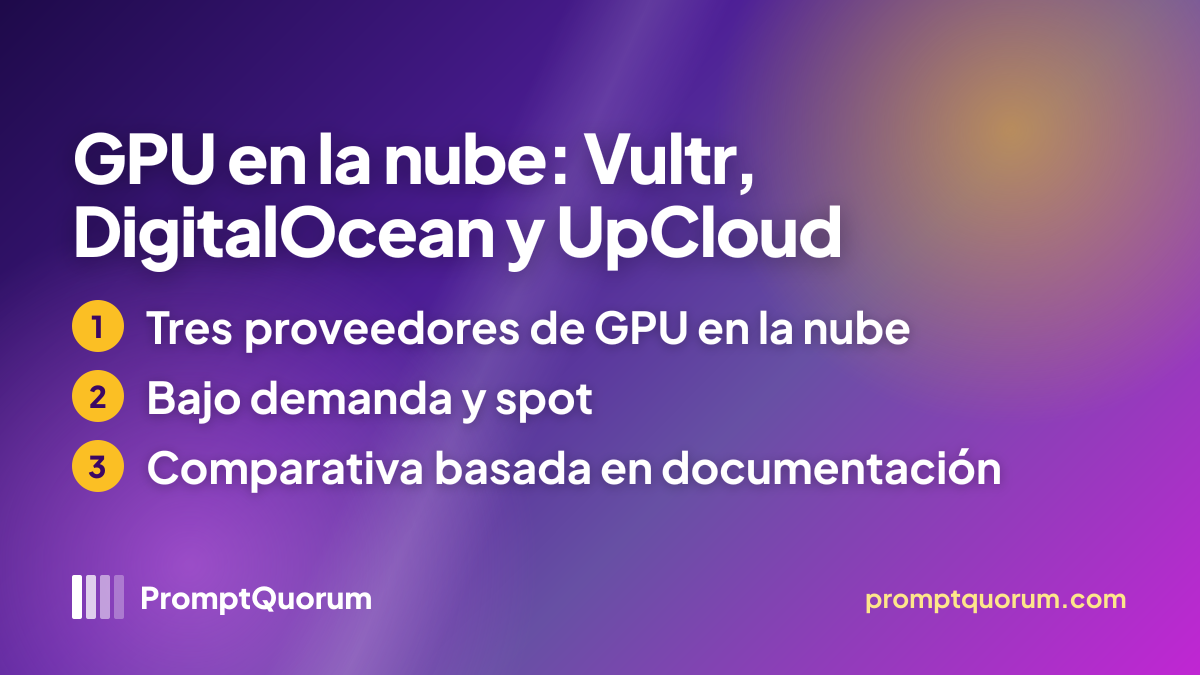 GPU en la nube: Vultr,
DigitalOcean y UpCloud
1 Tres proveedores de GPU en la nube
2 Bajo demanda y spot
3 Comparativa basada en documentación
PromptQuorum
promptquorum.com